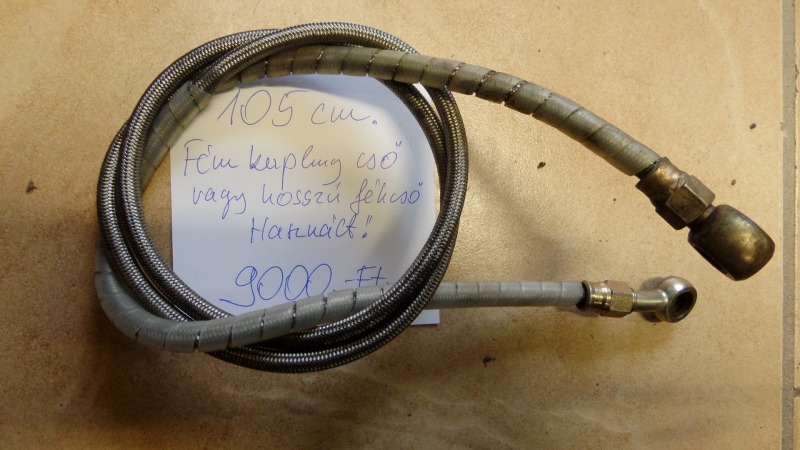 105 cm.
Fém kuplung cső
vagy hosszú fékcső
Használt!
9000.-Ft.